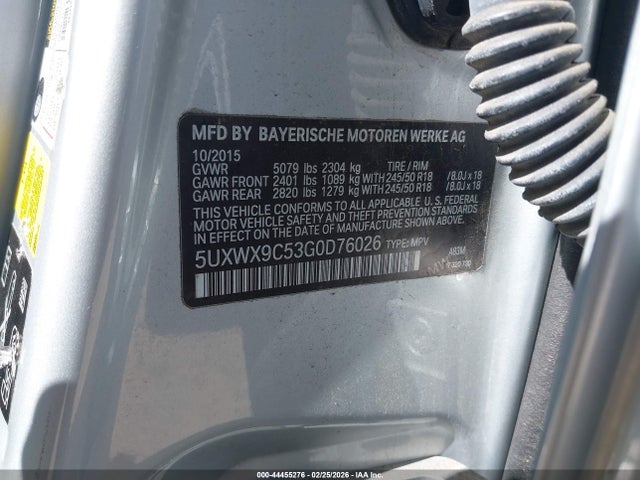 MFD BY BAYERISCHE MOTOREN WERKE AG
10/2015
GVWR 5079 lbs 2304 kg TIRE / RIM
GAWR FRONT 2401 lbs 1089 kg WITH 245/50 R18 / 8.0J x 18
GAWR REAR 2820 lbs 1279 kg WITH 245/50 R18 / 8.0J x 18
THIS VEHICLE CONFORMS TO ALL APPLICABLE U.S. FEDERAL
MOTOR VEHICLE SAFETY AND THEFT PREVENTION STANDARDS
IN EFFECT ON THE DATE OF MANUFACTURE SHOWN ABOVE.
5UXWX9C53G0D76026 TYPE: MPV
A83M
000-44455276 - 02/25/2026 - IAA Inc.